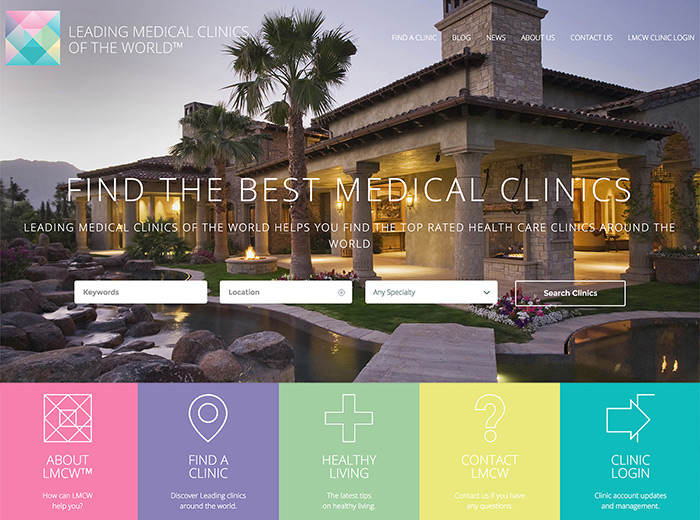 LEADING MEDICAL CLINICS
OF THE WORLD™
FIND A CLINIC BLOG NEWS ABOUT US CONTACT US LMCW CLINIC LOGIN
FIND THE BEST MEDICAL CLINICS
LEADING MEDICAL CLINICS OF THE WORLD HELPS YOU FIND THE TOP RATED HEALTH CARE CLINICS AROUND THE
WORLD
Keywords Location Any Specialty Search Clinics
ABOUT
LMCW™
How can LMCW
help you?
FIND A
CLINIC
Discover Leading clinics
around the world.
HEALTHY
LIVING
The latest tips
on healthy living.
CONTACT
LMCW
Contact us if you have
any questions.
CLINIC
LOGIN
Clinic account updates
and management.